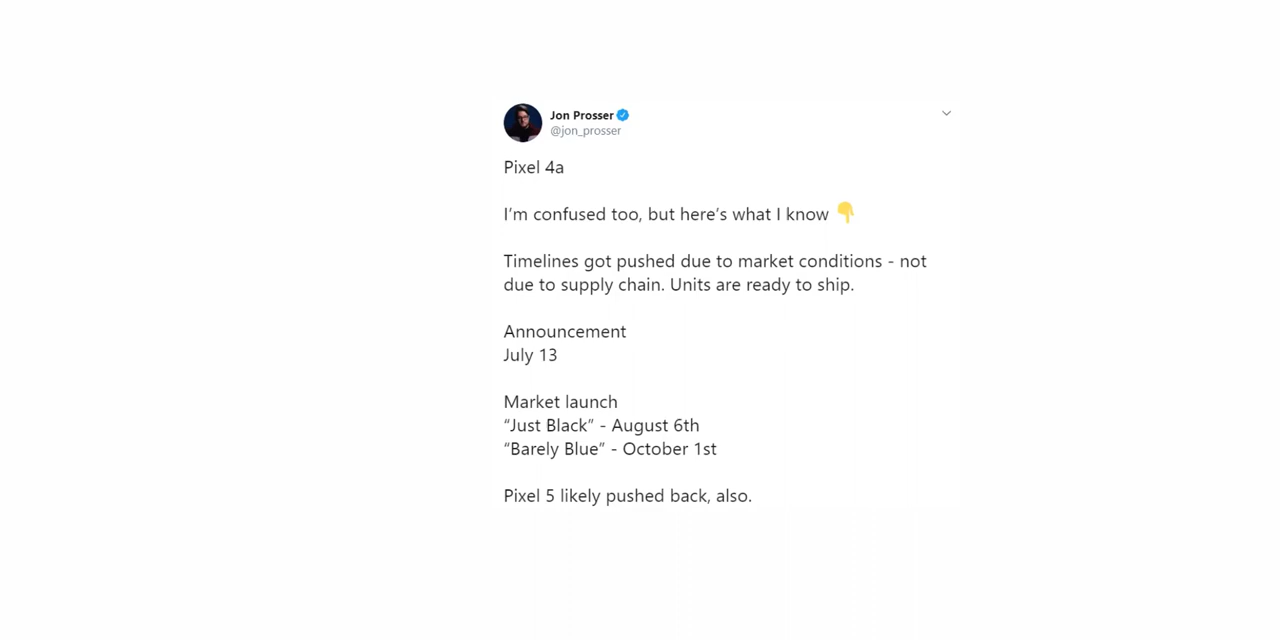 Jon Prosser
@jon_prosser
Pixel 4a
I’m confused too, but here’s what I know 👇
Timelines got pushed due to market conditions - not
due to supply chain. Units are ready to ship.
Announcement
July 13
Market launch
“Just Black” - August 6th
“Barely Blue” - October 1st
Pixel 5 likely pushed back, also.